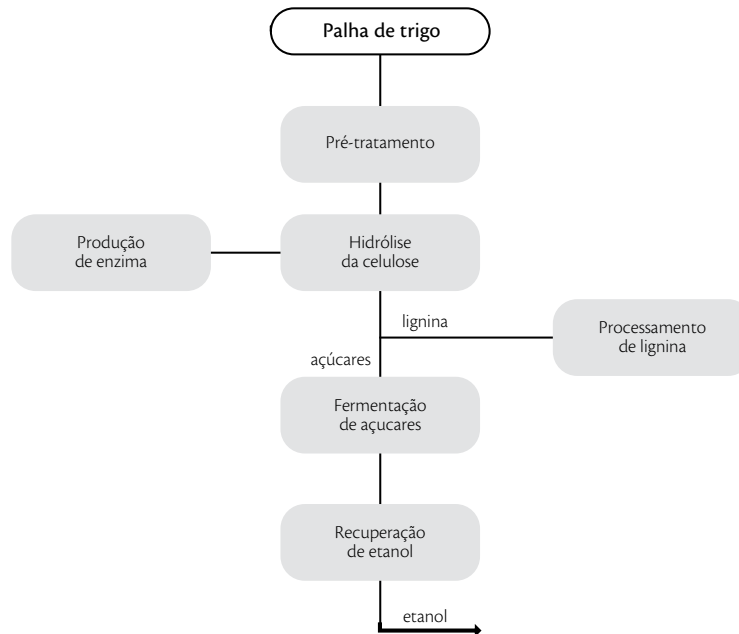 Palha de trigo
Pré-tratamento
Produção
de enzima
Hidrólise
da celulose
lignina
Processamento
de lignina
açúcares
Fermentação
de açucares
Recuperação
de etanol
etanol